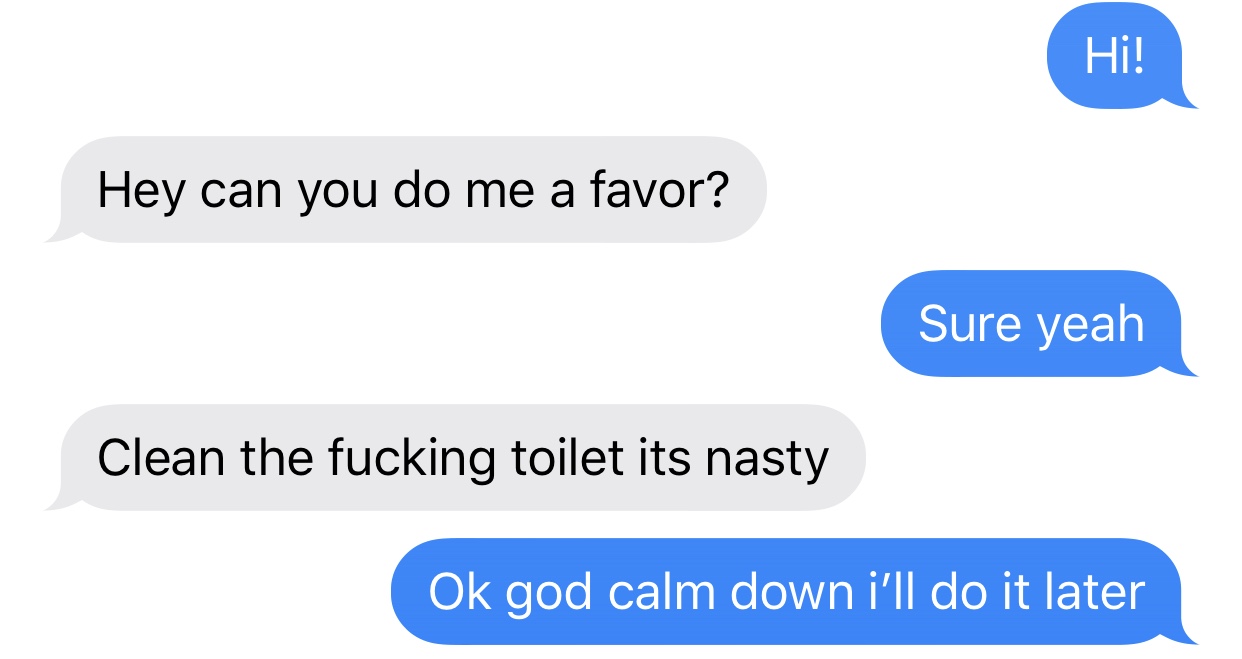 Hi!
Hey can you do me a favor?
Sure yeah
Clean the fucking toilet its nasty
Ok god calm down i’ll do it later